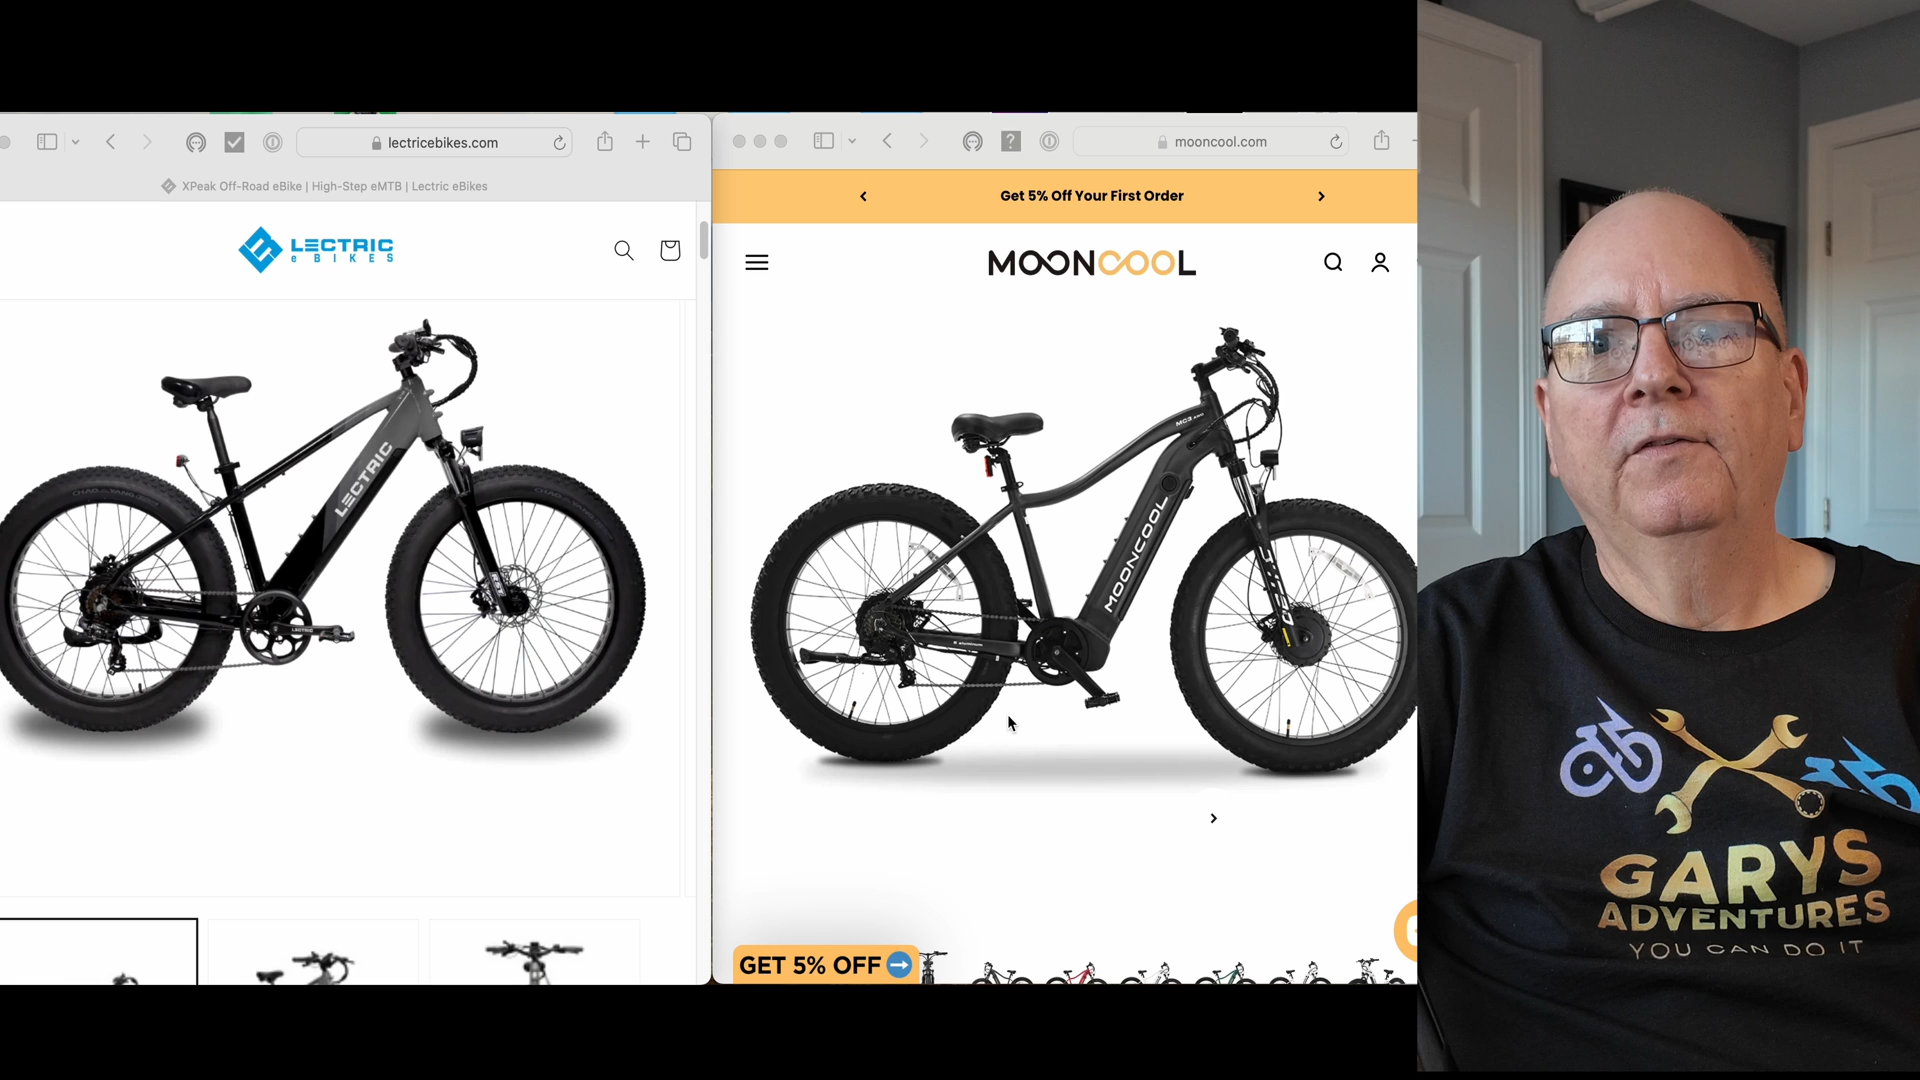 lectricebikes.com
XPeak Off-Road eBike | High-Step eMTB | Lectric eBikes
LECTRIC
eBIKES
LECTRIC
mooncool.com
Get 5% Off Your First Order
MOONCOOL
MC3
MOONCOOL
GET 5% OFF
GARYS
ADVENTURES
YOU CAN DO IT